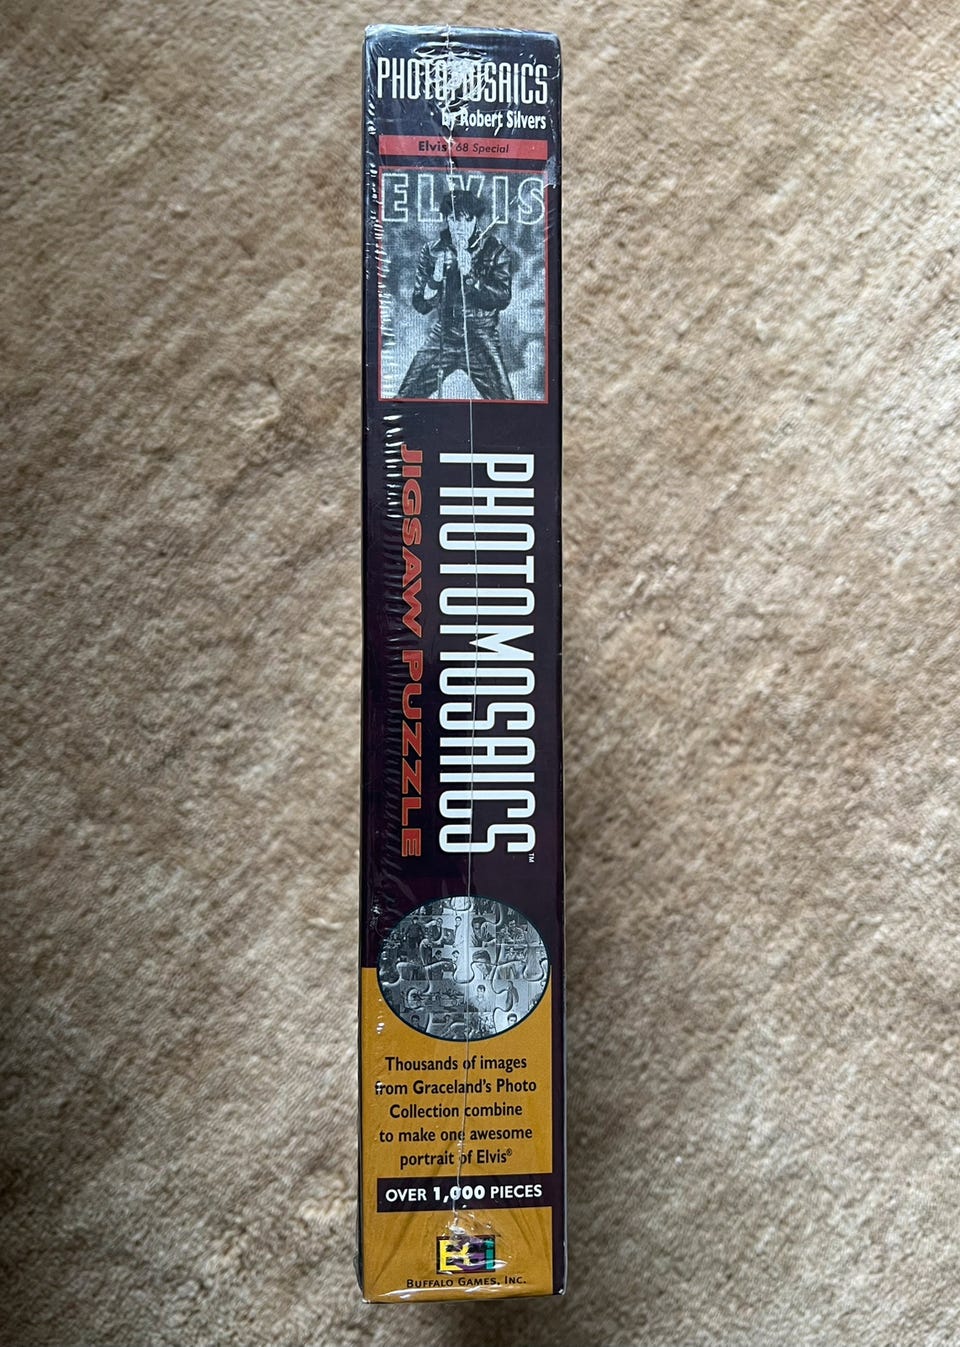 PHOTOMOSAICS
by Robert Silvers
Elvis '68 Special
ELVIS
PHOTOMOSAICS™
JIGSAW PUZZLE
Thousands of images
from Graceland's Photo
Collection combine
to make one awesome
portrait of Elvis®
OVER 1,000 PIECES
BGI
BUFFALO GAMES, INC.